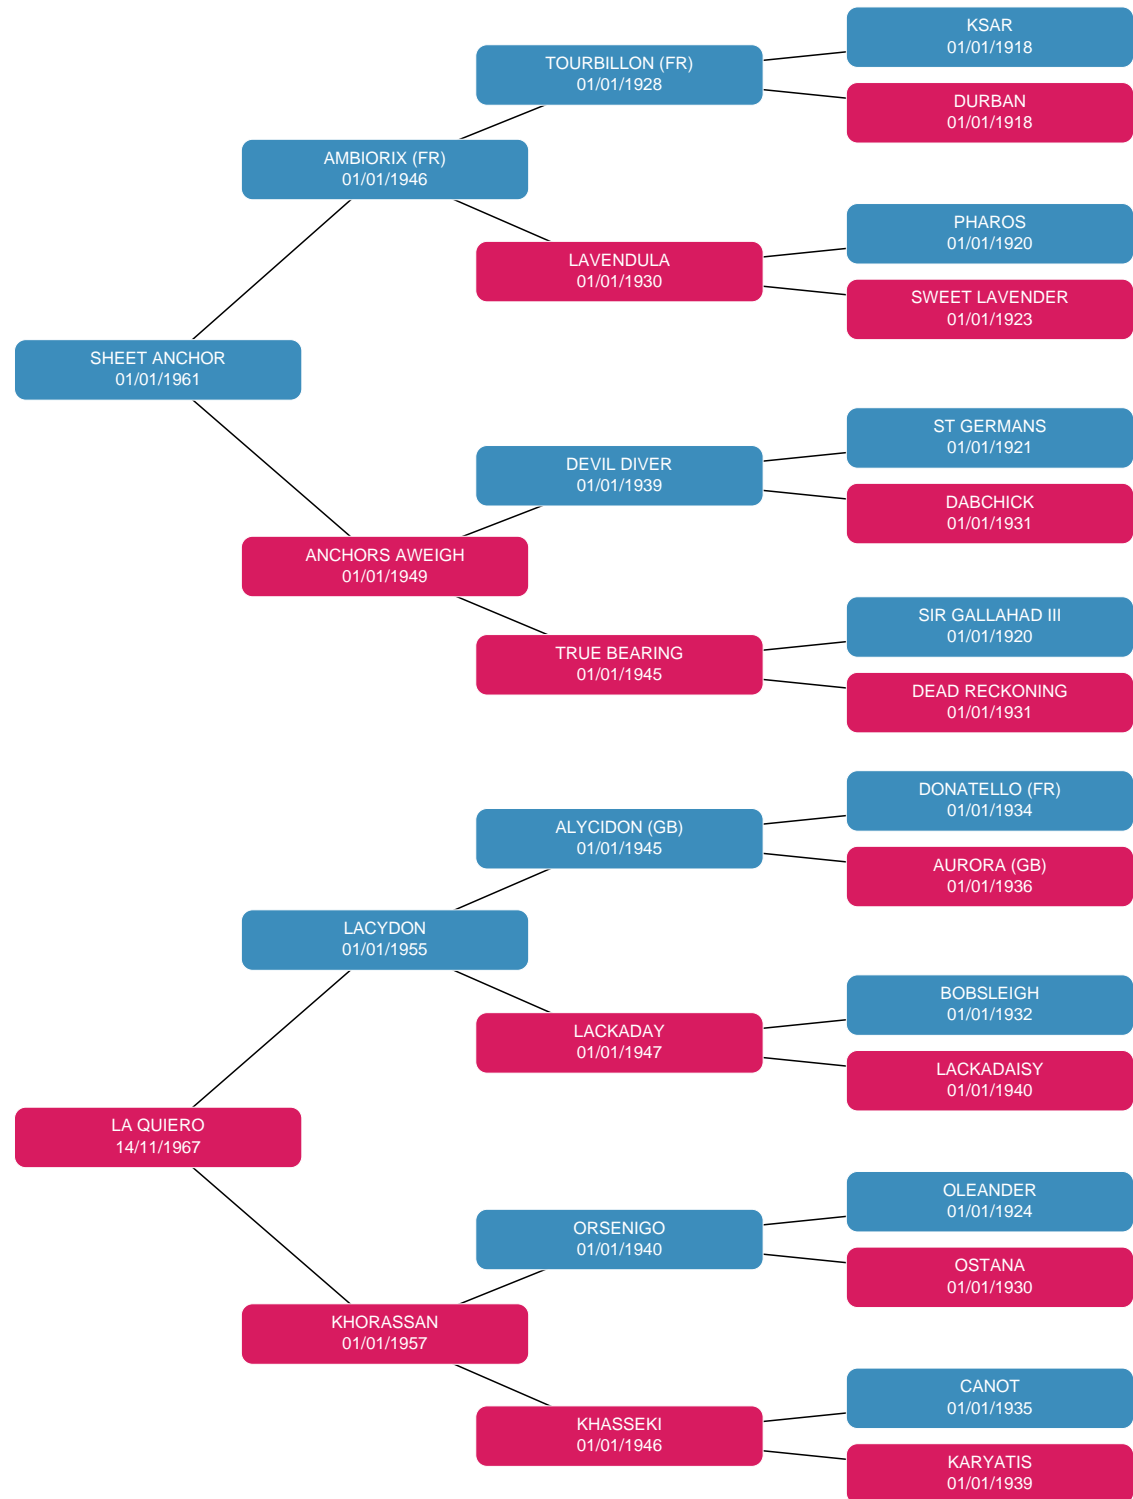 KSAR
01/01/1918
TOURBILLON (FR)
01/01/1928
DURBAN
01/01/1918
AMBIORIX (FR)
01/01/1946
PHAROS
01/01/1920
LAVENDULA
01/01/1930
SWEET LAVENDER
01/01/1923
SHEET ANCHOR
01/01/1961
ST GERMANS
01/01/1921
DEVIL DIVER
01/01/1939
DABCHICK
01/01/1931
ANCHORS AWEIGH
01/01/1949
SIR GALLAHAD III
01/01/1920
TRUE BEARING
01/01/1945
DEAD RECKONING
01/01/1931
DONATELLO (FR)
01/01/1934
ALYCIDON (GB)
01/01/1945
AURORA (GB)
01/01/1936
LACYDON
01/01/1955
BOBSLEIGH
01/01/1932
LACKADAY
01/01/1947
LACKADAISY
01/01/1940
LA QUIERO
14/11/1967
OLEANDER
01/01/1924
ORSENIGO
01/01/1940
OSTANA
01/01/1930
KHORASSAN
01/01/1957
CANOT
01/01/1935
KHASSEKI
01/01/1946
KARYATIS
01/01/1939